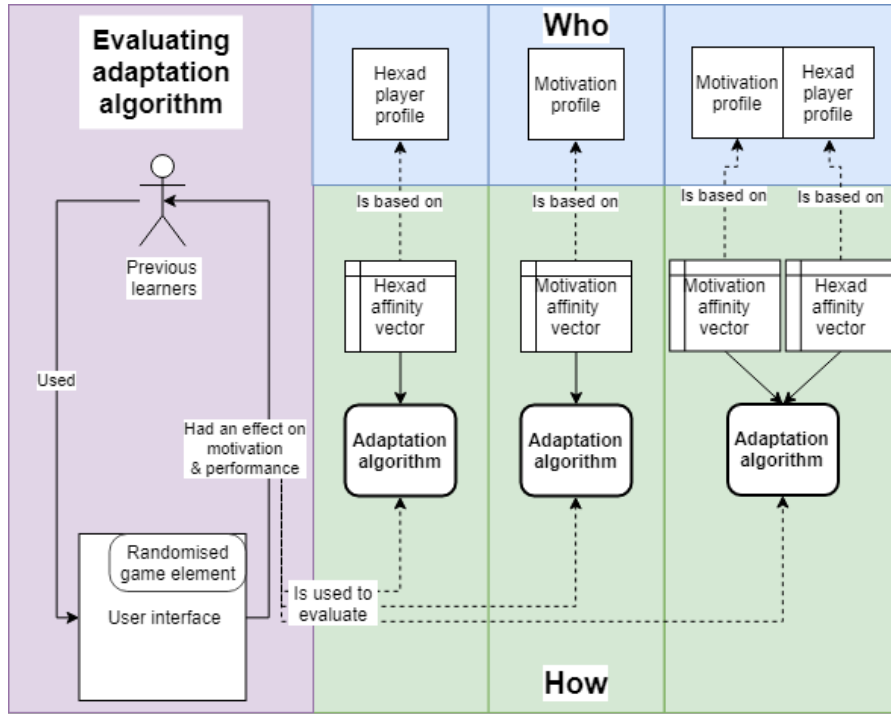 Evaluating
adaptation
algorithm
Who
Hexad
player
profile
Motivation
profile
Motivation
profile
Hexad
player
profile
Is based on
Is based on
Is based on
Is based on
Previous
learners
Hexad
affinity
vector
Motivation
affinity
vector
Motivation
affinity
vector
Hexad
affinity
vector
Used
Had an effect on
motivation
& performance
Adaptation
algorithm
Adaptation
algorithm
Adaptation
algorithm
Randomised
game element
User interface
Is used to
evaluate
How